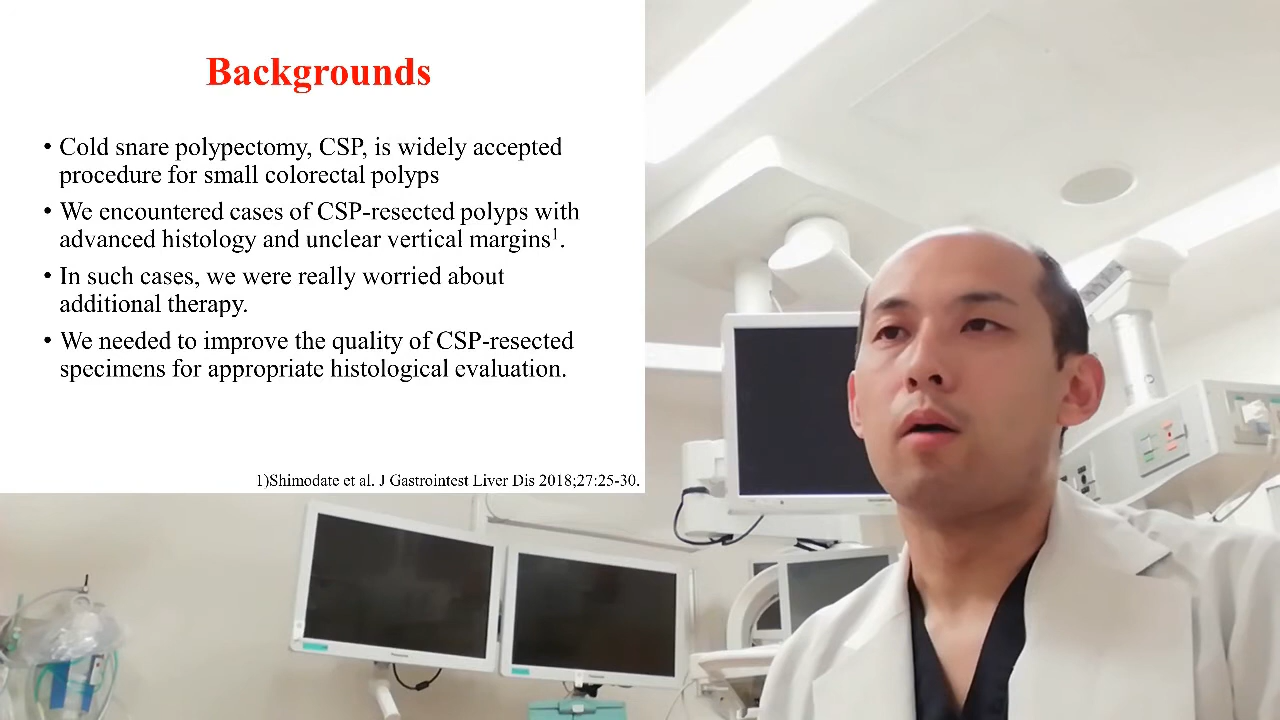 Backgrounds
• Cold snare polypectomy, CSP, is widely accepted
procedure for small colorectal polyps
• We encountered cases of CSP-resected polyps with
advanced histology and unclear vertical margins¹.
• In such cases, we were really worried about
additional therapy.
• We needed to improve the quality of CSP-resected
specimens for appropriate histological evaluation.
1)Shimodate et al. J Gastrointest Liver Dis 2018;27:25-30.